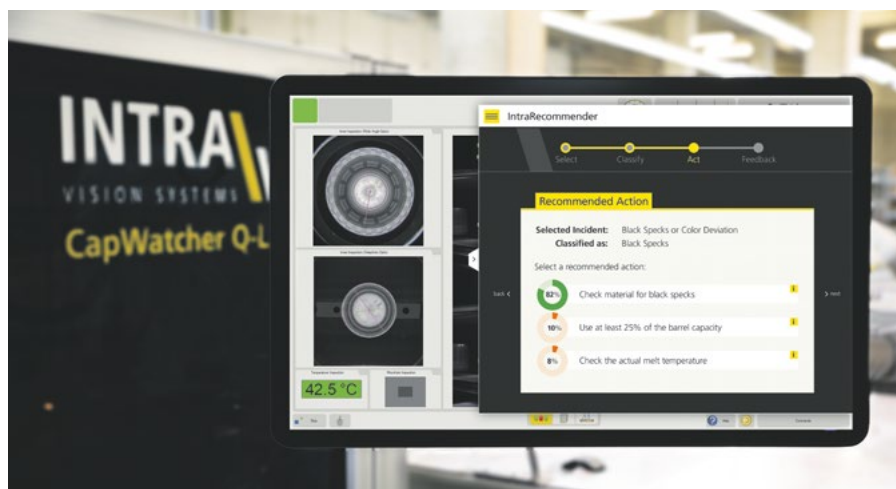 INTRA
VISION SYSTEMS
CapWatcher Q-L
IntraRecommender
Select
Classify
Act
Feedback
Recommended Action
Selected Incident: Black Specks or Color Deviation
Classified as: Black Specks
Select a recommended action:
back <
82% Check material for black specks
> next
10% Use at least 25% of the barrel capacity
8% Check the actual melt temperature
42.5 °C